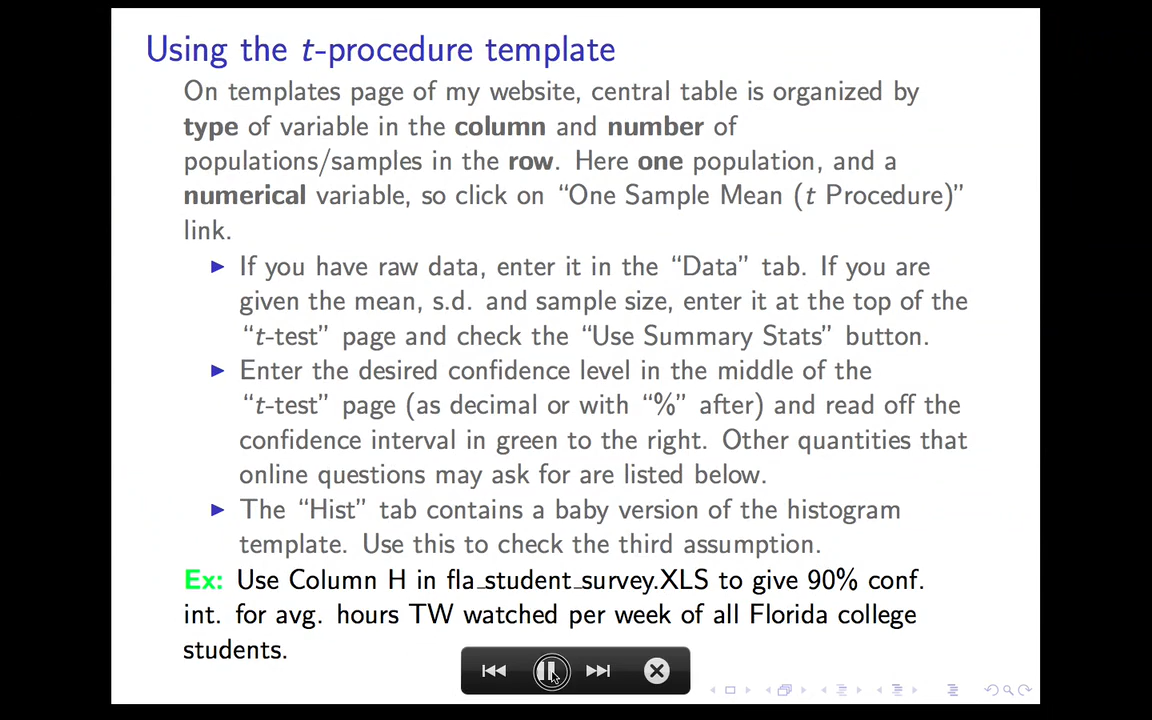 Using the t-procedure template
On templates page of my website, central table is organized by
type of variable in the column and number of
populations/samples in the row. Here one population, and a
numerical variable, so click on “One Sample Mean (t Procedure)”
link.
If you have raw data, enter it in the “Data” tab. If you are
given the mean, s.d. and sample size, enter it at the top of the
“t-test” page and check the “Use Summary Stats” button.
Enter the desired confidence level in the middle of the
“t-test” page (as decimal or with “%” after) and read off the
confidence interval in green to the right. Other quantities that
online questions may ask for are listed below.
The “Hist” tab contains a baby version of the histogram
template. Use this to check the third assumption.
Ex: Use Column H in fla_student_survey.XLS to give 90% conf.
int. for avg. hours TW watched per week of all Florida college
students.